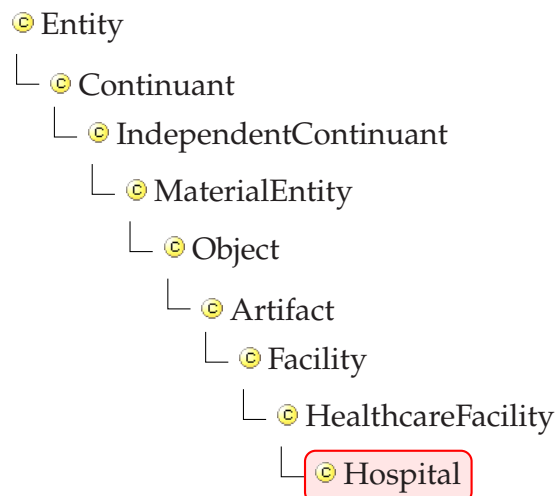 Entity
Continuant
IndependentContinuant
MaterialEntity
Object
Artifact
Facility
HealthcareFacility
Hospital